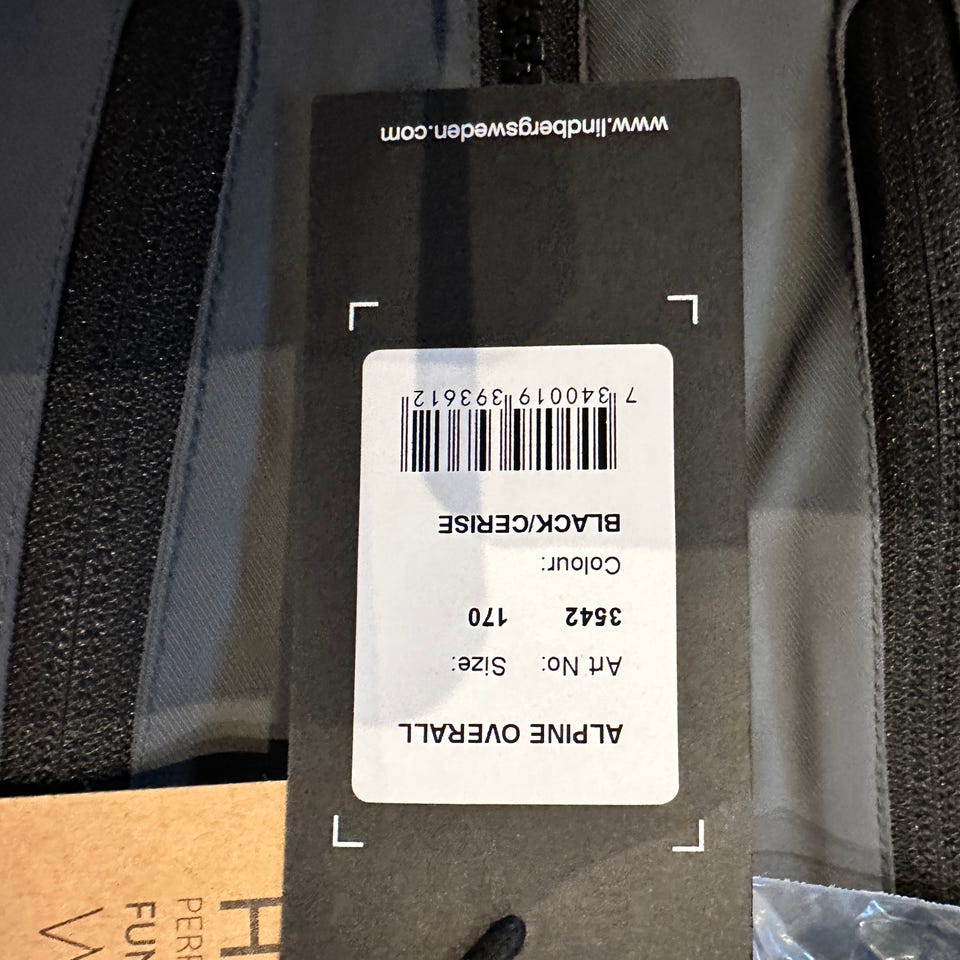 ALPINE OVERALL
Art No: Size:
3542 170
Colour:
BLACK/CERISE
7 340019 393612
www.lindbergsweden.com
H
PERF
FUN
W